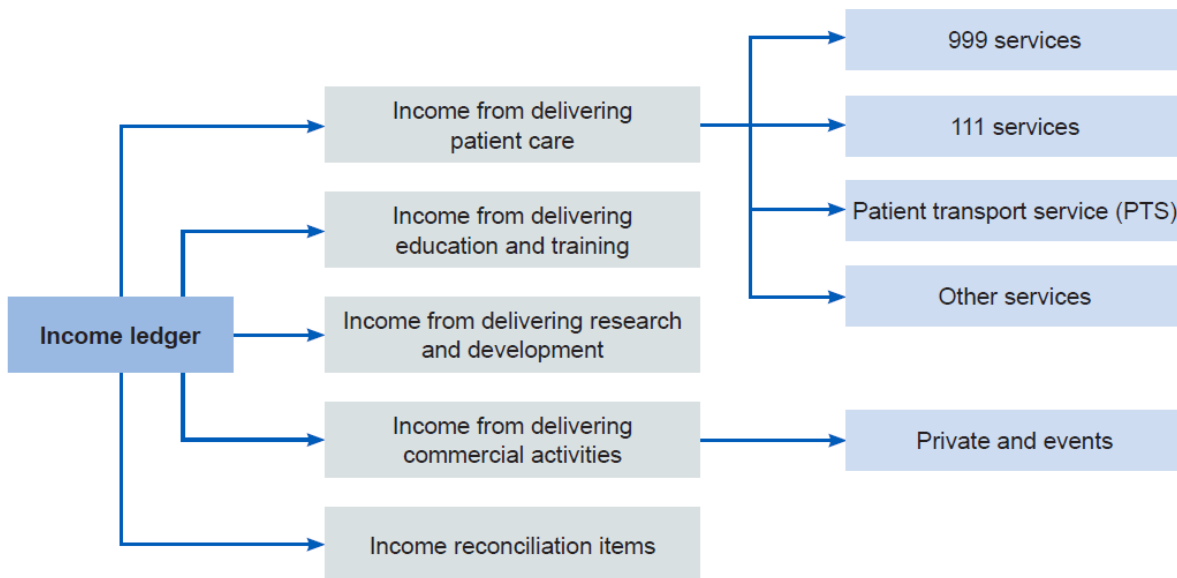 999 services
Income from delivering
patient care
111 services
Patient transport service (PTS)
Income from delivering
education and training
Other services
Income ledger
Income from delivering research
and development
Income from delivering
commercial activities
Private and events
Income reconciliation items